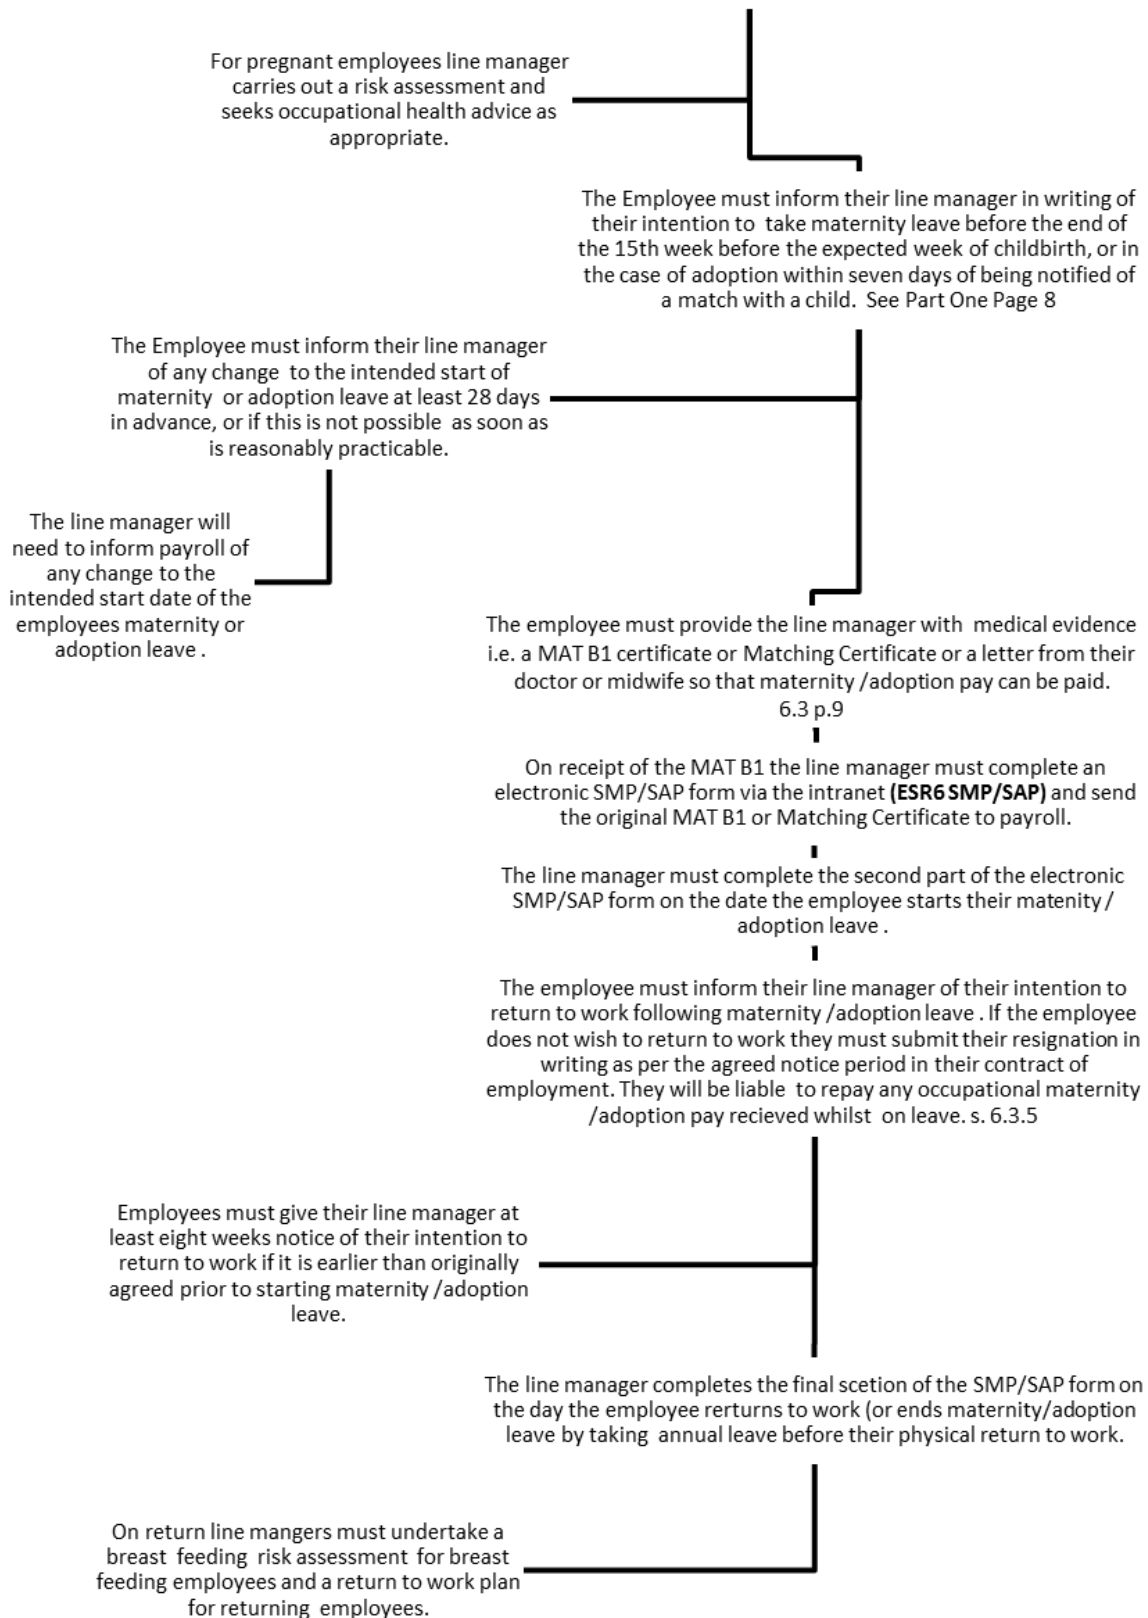 For pregnant employees line manager
carries out a risk assessment and
seeks occupational health advice as
appropriate.
The Employee must inform their line manager in writing of
their intention to take maternity leave before the end of
the 15th week before the expected week of childbirth, or in
the case of adoption within seven days of being notified of
a match with a child. See Part One Page 8
The Employee must inform their line manager
of any change to the intended start of
maternity or adoption leave at least 28 days
in advance, or if this is not possible as soon as
is reasonably practicable.
The line manager will
need to inform payroll of
any change to the
intended start date of the
employees maternity or
adoption leave .
The employee must provide the line manager with medical evidence
i.e. a MAT B1 certificate or Matching Certificate or a letter from their
doctor or midwife so that maternity /adoption pay can be paid.
6.3 p.9
On receipt of the MAT B1 the line manager must complete an
electronic SMP/SAP form via the intranet (ESR6 SMP/SAP) and send
the original MAT B1 or Matching Certificate to payroll.
The line manager must complete the second part of the electronic
SMP/SAP form on the date the employee starts their matenity /
adoption leave .
The employee must inform their line manager of their intention to
return to work following maternity /adoption leave . If the employee
does not wish to return to work they must submit their resignation in
writing as per the agreed notice period in their contract of
employment. They will be liable to repay any occupational maternity
/adoption pay recieved whilst on leave. s. 6.3.5
Employees must give their line manager at
least eight weeks notice of their intention to
return to work if it is earlier than originally
agreed prior to starting maternity /adoption
leave.
The line manager completes the final scetion of the SMP/SAP form on
the day the employee rerturns to work (or ends maternity/adoption
leave by taking annual leave before their physical return to work.
On return line mangers must undertake a
breast feeding risk assessment for breast
feeding employees and a return to work plan
for returning employees.